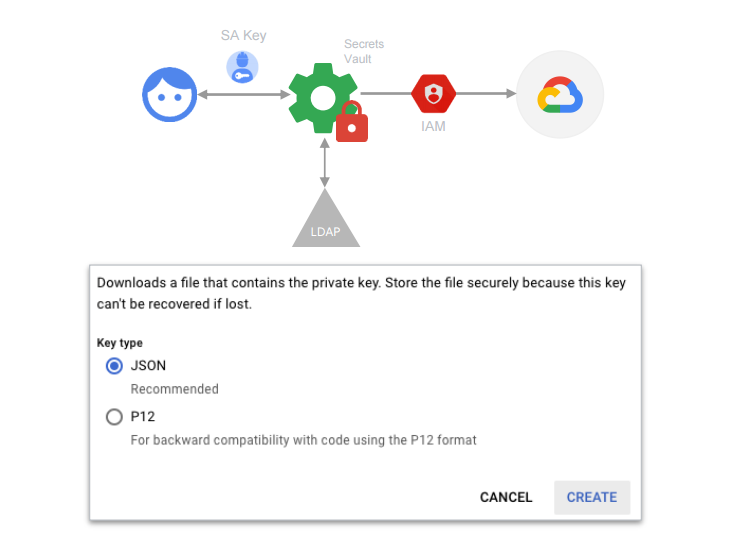 SA Key
Secrets
Vault
IAM
LDAP
Downloads a file that contains the private key. Store the file securely because this key
can't be recovered if lost.
Key type
JSON
Recommended
P12
For backward compatibility with code using the P12 format
CANCEL CREATE